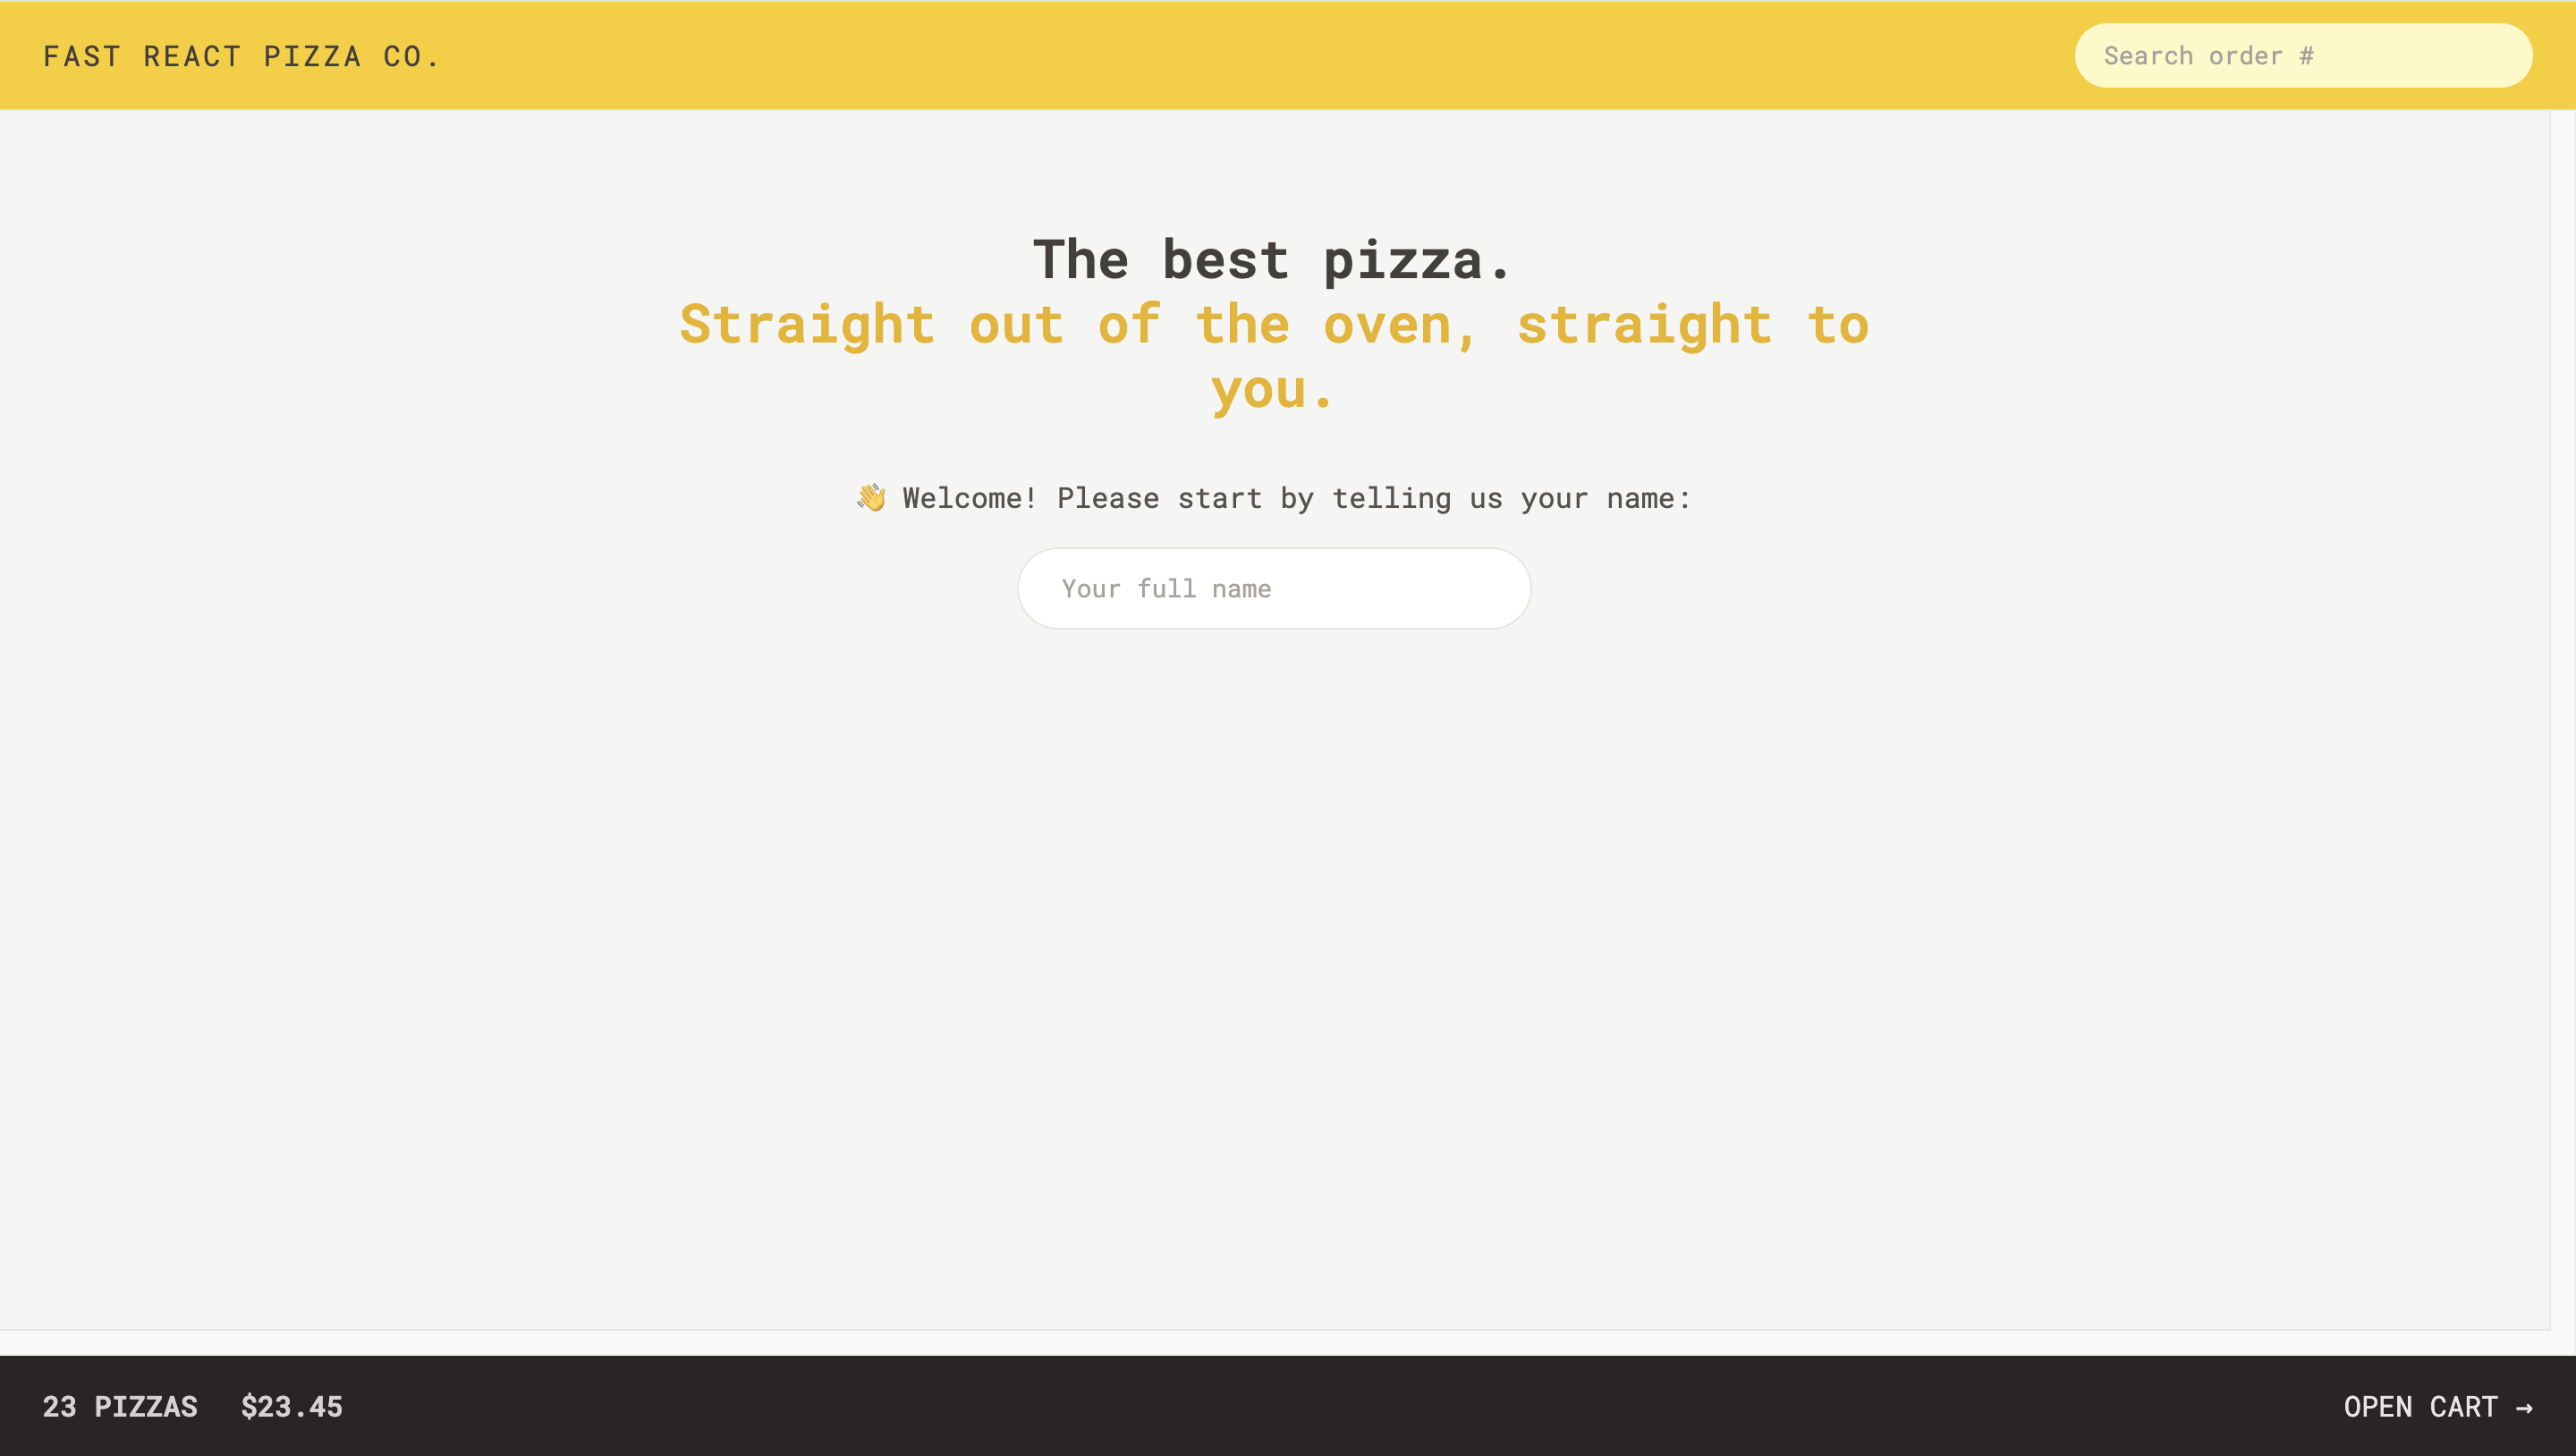 FAST REACT PIZZA CO.
Search order #
The best pizza.
Straight out of the oven, straight to
you.
👋 Welcome! Please start by telling us your name:
Your full name
23 PIZZAS $23.45
OPEN CART →